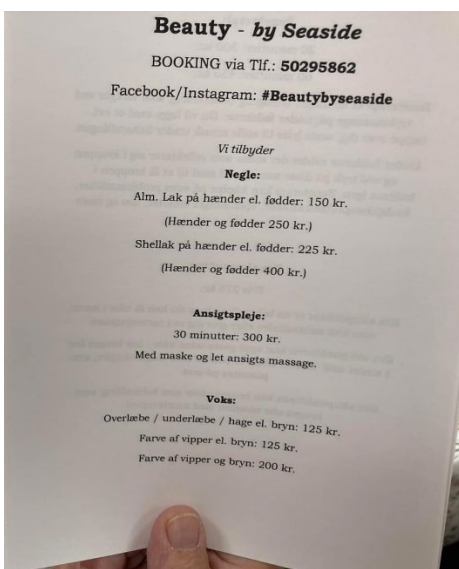 Beauty - by Seaside
BOOKING via Tlf.: 50295862
Facebook/Instagram: #Beautybyseaside
Vi tilbyder
Negle:
Alm. Lak på hænder el. fødder: 150 kr.
(Hænder og fødder 250 kr.)
Shellak på hænder el. fødder: 225 kr.
(Hænder og fødder 400 kr.)
Ansigtspleje:
30 minutter: 300 kr.
Med maske og let ansigts massage.
Voks:
Overlæbe / underlæbe / hage el. bryn: 125 kr.
Farve af vipper el. bryn: 125 kr.
Farve af vipper og bryn: 200 kr.